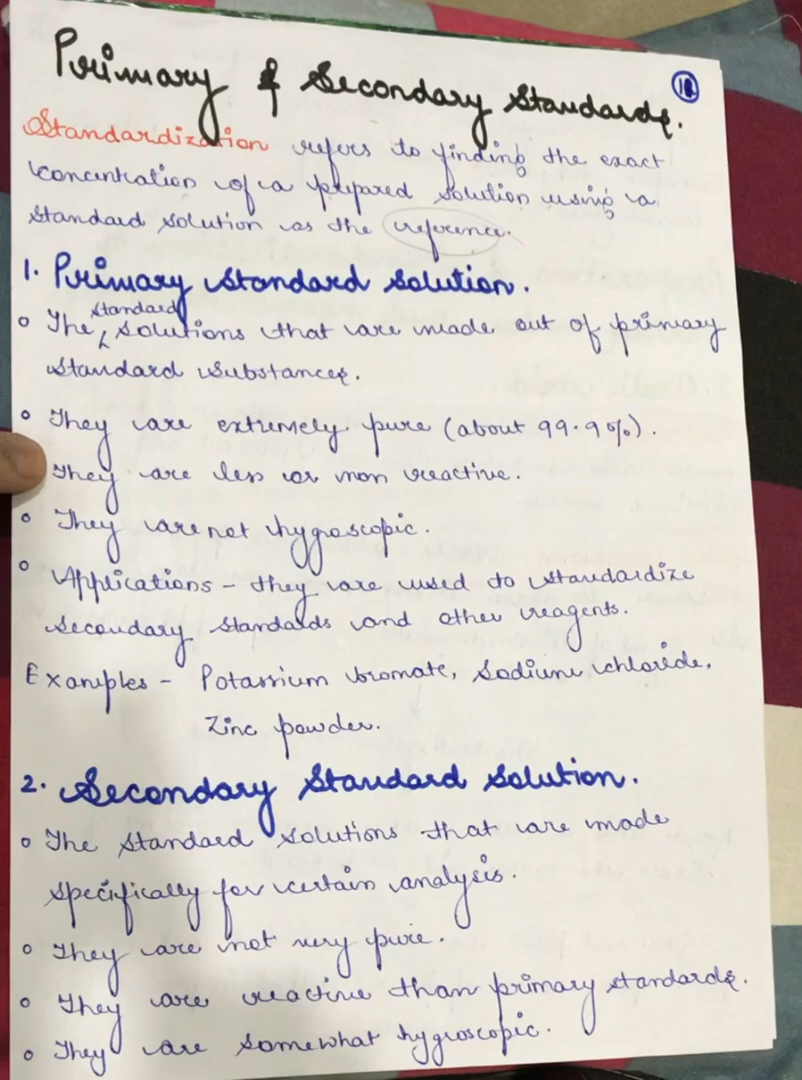 Primary & Secondary Standards.
Standardization refers to finding the exact
concentration of a prepared solution using a
standard solution as the reference.
1. Primary standard solution.
Standard
o The solutions that are made out of primary
standard substances.
o They are extremely pure (about 99.9%).
They are less or non reactive.
o They are not hygroscopic.
o Applications - they are used to standardize
secondary standards and other reagents.
Examples - Potassium bromate, Sodium chloride,
Zinc powder.
2. Secondary Standard solution.
o The standard solutions that are made
specifically for certain analysis.
o They are not very pure.
o They are reactive than primary standards.
o They are somewhat hygroscopic.